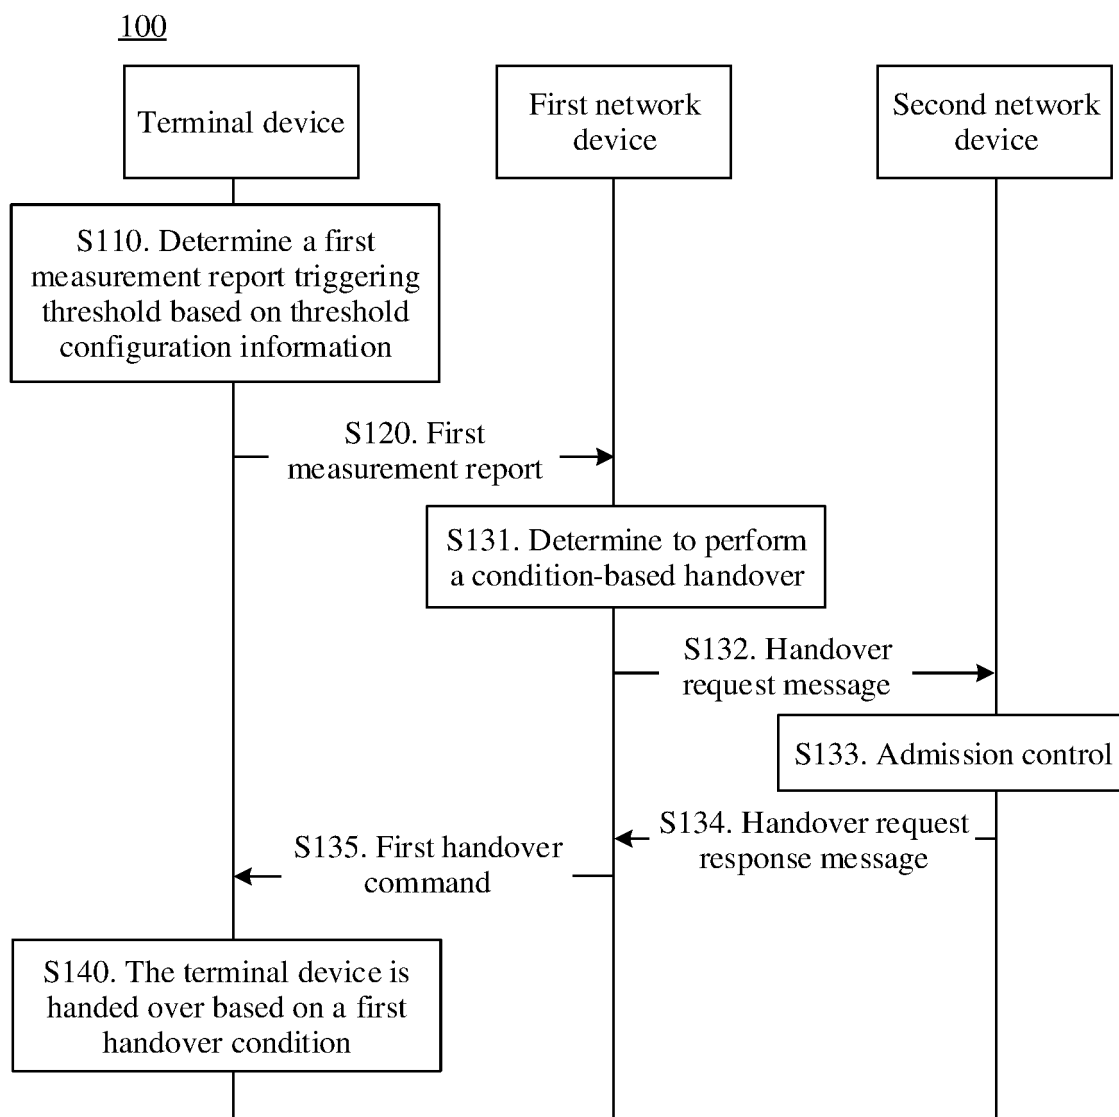 100
Terminal device
First network
device
Second network
device
S110. Determine a first
measurement report triggering
threshold based on threshold
configuration information
S120. First
measurement report
S131. Determine to perform
a condition-based handover
S132. Handover
request message
S133. Admission control
S134. Handover request
response message
S135. First handover
command
S140. The terminal device is
handed over based on a first
handover condition